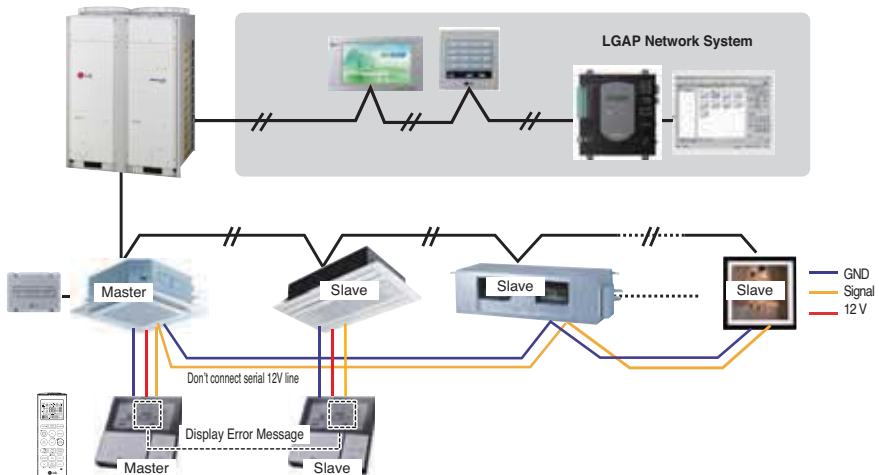 LGAP Network System
Master
Slave
Slave
Slave
GND
Signal
12 V
Don't connect serial 12V line
Display Error Message
Master
Slave